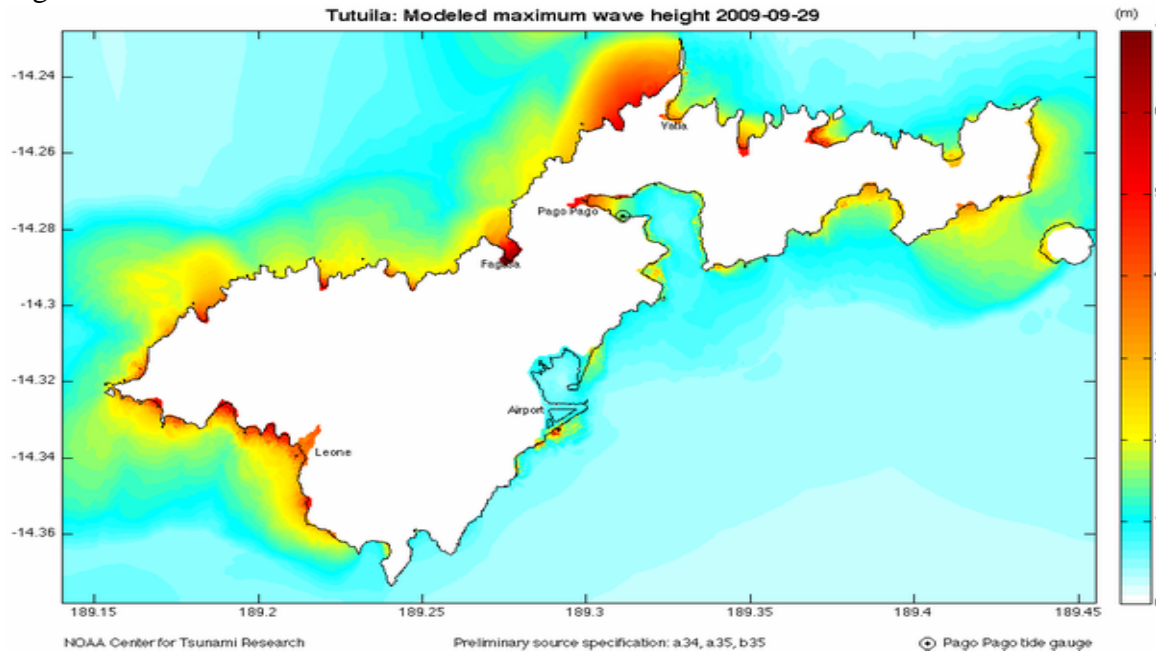 Tutuila: Modeled maximum wave height 2009-09-29
(m)
-14.24
-14.26
-14.28
-14.3
-14.32
-14.34
-14.36
Vatia
Pago Pago
Fagasa
Airport
Leone
189.15
189.2
189.25
189.3
189.35
189.4
189.45
NOAA Center for Tsunami Research
Preliminary source specification: a34, a35, b35
Pago Pago tide gauge